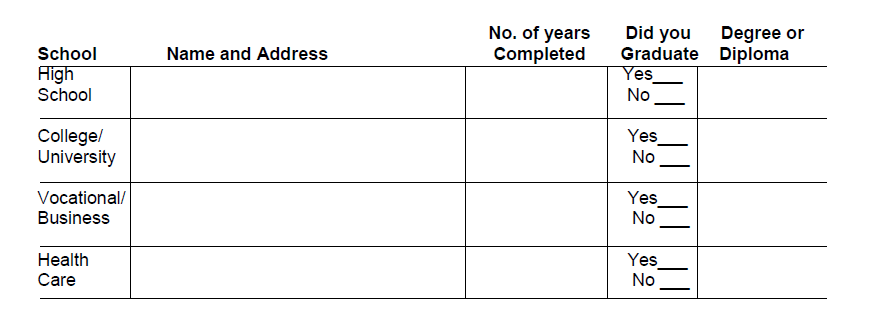 No. of years Did you Degree or
School Name and Address Completed Graduate Diploma
High Yes___
School No ___
College/ Yes___
University No ___
Vocational/ Yes___
Business No ___
Health Yes___
Care No ___